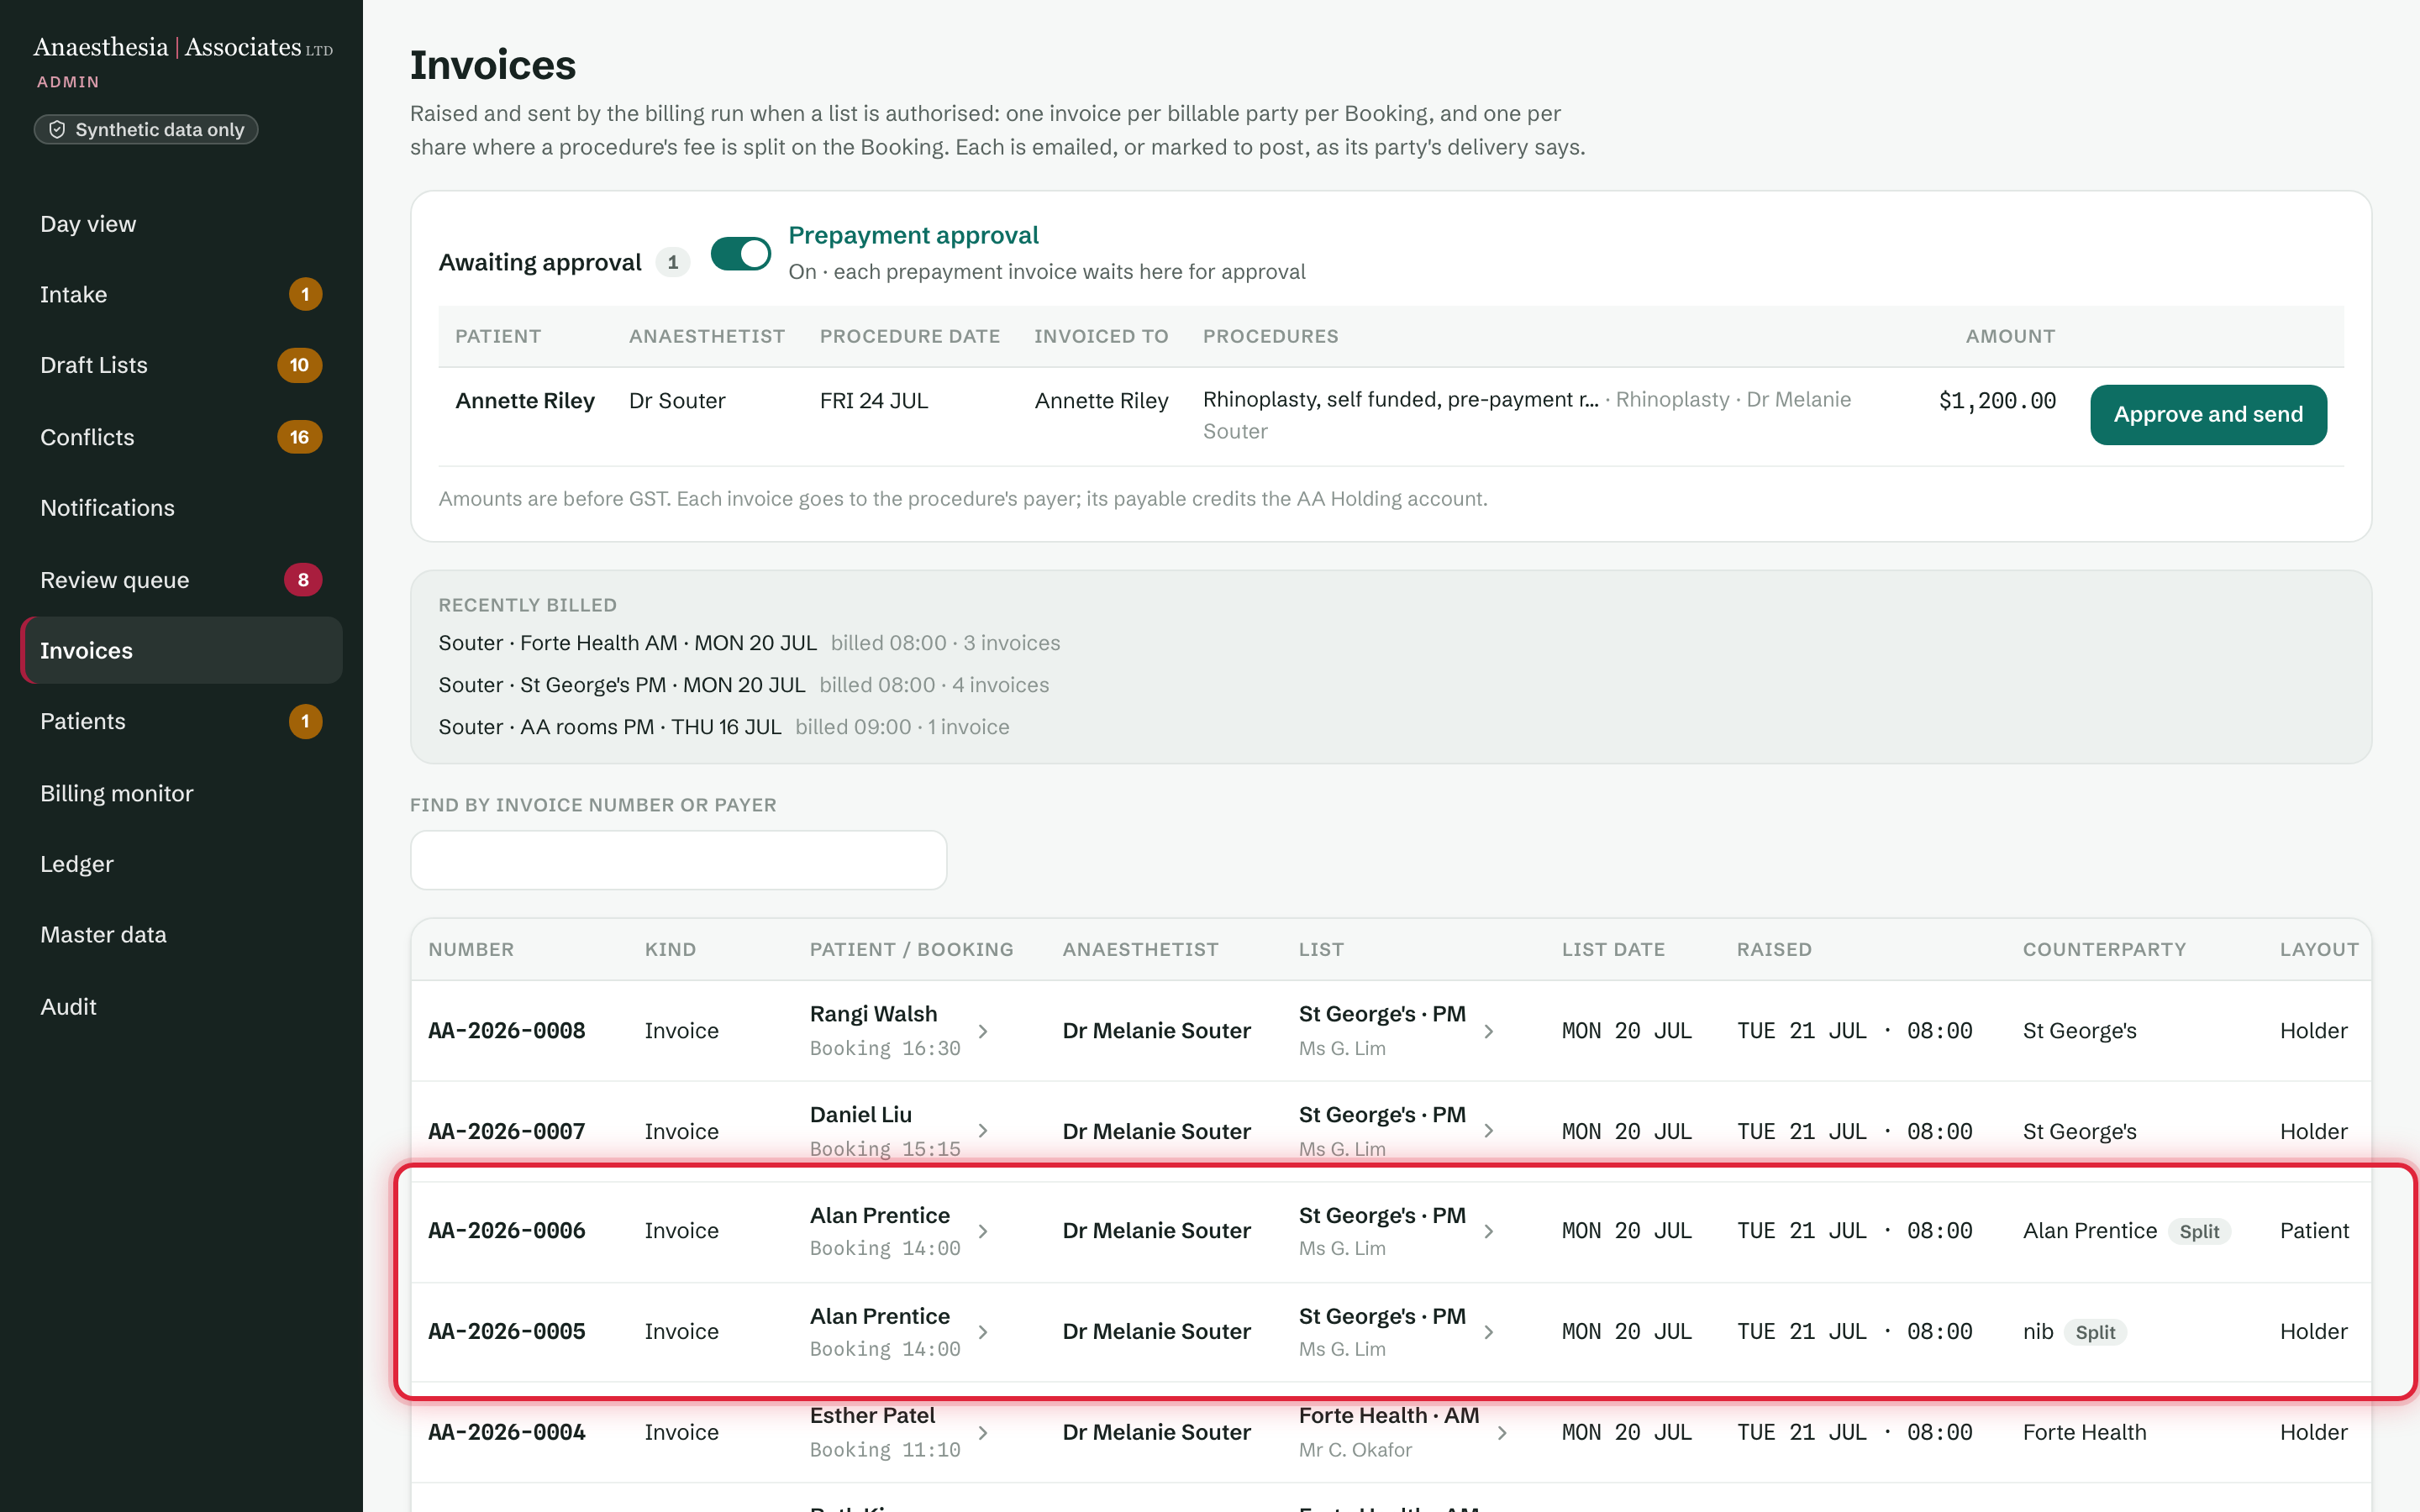 Anaesthesia | Associates LTD
ADMIN
Synthetic data only
Day view
Intake 1
Draft Lists 10
Conflicts 16
Notifications
Review queue 8
Invoices
Patients 1
Billing monitor
Ledger
Master data
Audit
Invoices
Raised and sent by the billing run when a list is authorised: one invoice per billable party per Booking, and one per
share where a procedure's fee is split on the Booking. Each is emailed, or marked to post, as its party's delivery says.
Awaiting approval 1
Prepayment approval
On · each prepayment invoice waits here for approval
PATIENT ANAESTHETIST PROCEDURE DATE INVOICED TO PROCEDURES AMOUNT
Annette Riley Dr Souter FRI 24 JUL Annette Riley Rhinoplasty, self funded, pre-payment r... · Rhinoplasty · Dr Melanie $1,200.00 Approve and send
Souter
Amounts are before GST. Each invoice goes to the procedure's payer; its payable credits the AA Holding account.
RECENTLY BILLED
Souter · Forte Health AM · MON 20 JUL billed 08:00 · 3 invoices
Souter · St George's PM · MON 20 JUL billed 08:00 · 4 invoices
Souter · AA rooms PM · THU 16 JUL billed 09:00 · 1 invoice
FIND BY INVOICE NUMBER OR PAYER
NUMBER KIND PATIENT / BOOKING ANAESTHETIST LIST LIST DATE RAISED COUNTERPARTY LAYOUT
AA-2026-0008 Invoice Rangi Walsh Dr Melanie Souter St George's · PM MON 20 JUL TUE 21 JUL · 08:00 St George's Holder
Booking 16:30 Ms G. Lim
AA-2026-0007 Invoice Daniel Liu Dr Melanie Souter St George's · PM MON 20 JUL TUE 21 JUL · 08:00 St George's Holder
Booking 15:15 Ms G. Lim
AA-2026-0006 Invoice Alan Prentice Dr Melanie Souter St George's · PM MON 20 JUL TUE 21 JUL · 08:00 Alan Prentice Split Patient
Booking 14:00 Ms G. Lim
AA-2026-0005 Invoice Alan Prentice Dr Melanie Souter St George's · PM MON 20 JUL TUE 21 JUL · 08:00 nib Split Holder
Booking 14:00 Ms G. Lim
AA-2026-0004 Invoice Esther Patel Dr Melanie Souter Forte Health · AM MON 20 JUL TUE 21 JUL · 08:00 Forte Health Holder
Booking 11:10 Mr C. Okafor